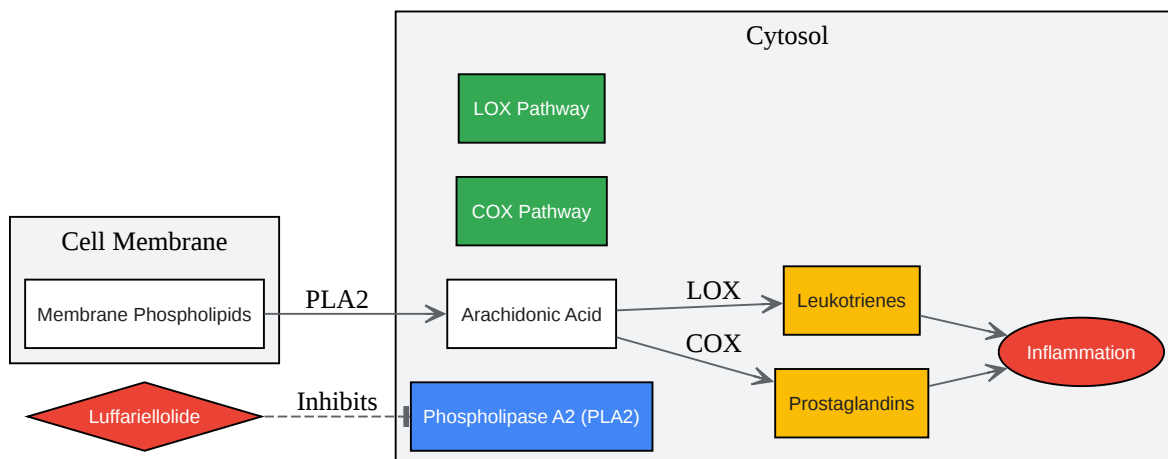 Cytosol
LOX Pathway
COX Pathway
Cell Membrane
Membrane Phospholipids
PLA2
Arachidonic Acid
LOX
COX
Leukotrienes
Prostaglandins
Inflammation
Luffariellolide
Inhibits
Phospholipase A2 (PLA2)